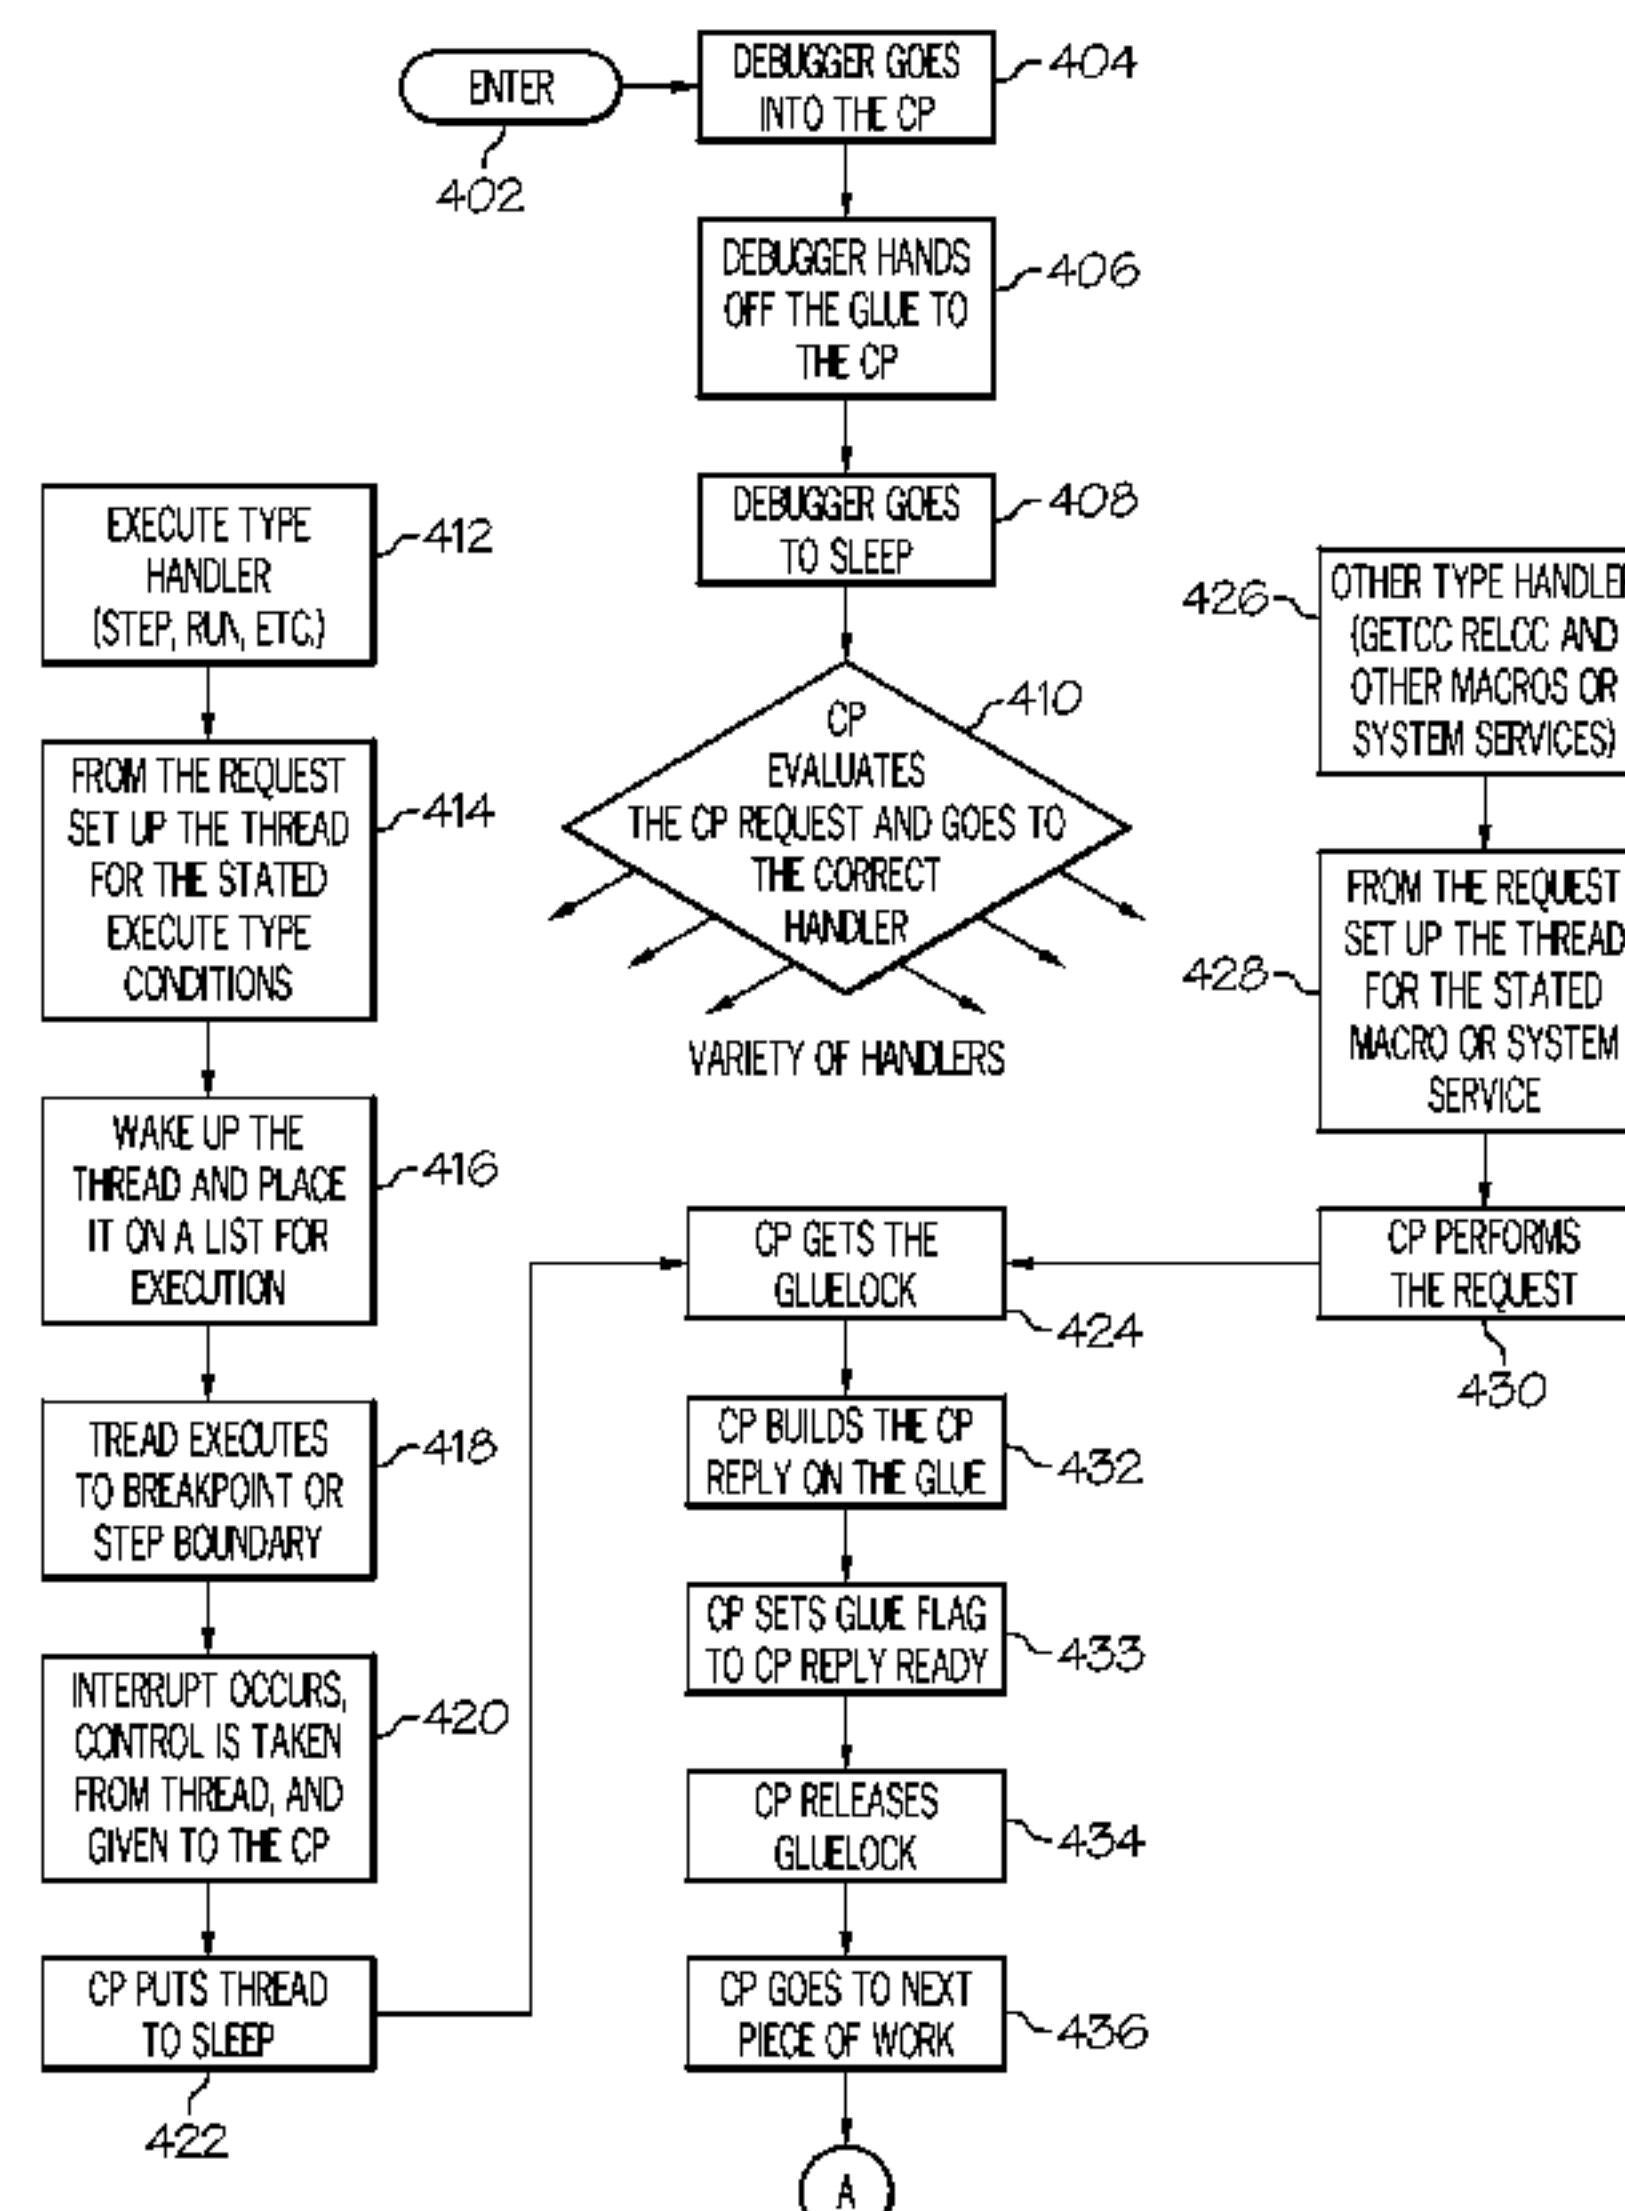 ENTER
402
DEBUGGER GOES
INTO THE CP
404
DEBUGGER HANDS
OFF THE GLUE TO
THE CP
406
DEBUGGER GOES
TO SLEEP
408
CP
EVALUATES
THE CP REQUEST AND GOES TO
THE CORRECT
HANDLER
410
VARIETY OF HANDLERS
EXECUTE TYPE
HANDLER
(STEP, RUN, ETC.)
412
FROM THE REQUEST
SET UP THE THREAD
FOR THE STATED
EXECUTE TYPE
CONDITIONS
414
WAKE UP THE
THREAD AND PLACE
IT ON A LIST FOR
EXECUTION
416
TREAD EXECUTES
TO BREAKPOINT OR
STEP BOUNDARY
418
INTERRUPT OCCURS,
CONTROL IS TAKEN
FROM THREAD, AND
GIVEN TO THE CP
420
CP PUTS THREAD
TO SLEEP
422
426
OTHER TYPE HANDLER
(GETCC RELCC AND
OTHER MACROS OR
SYSTEM SERVICES)
428
FROM THE REQUEST
SET UP THE THREAD
FOR THE STATED
MACRO OR SYSTEM
SERVICE
CP PERFORMS
THE REQUEST
430
CP GETS THE
GLUELOCK
424
CP BUILDS THE CP
REPLY ON THE GLUE
432
CP SETS GLUE FLAG
TO CP REPLY READY
433
CP RELEASES
GLUELOCK
434
CP GOES TO NEXT
PIECE OF WORK
436
A